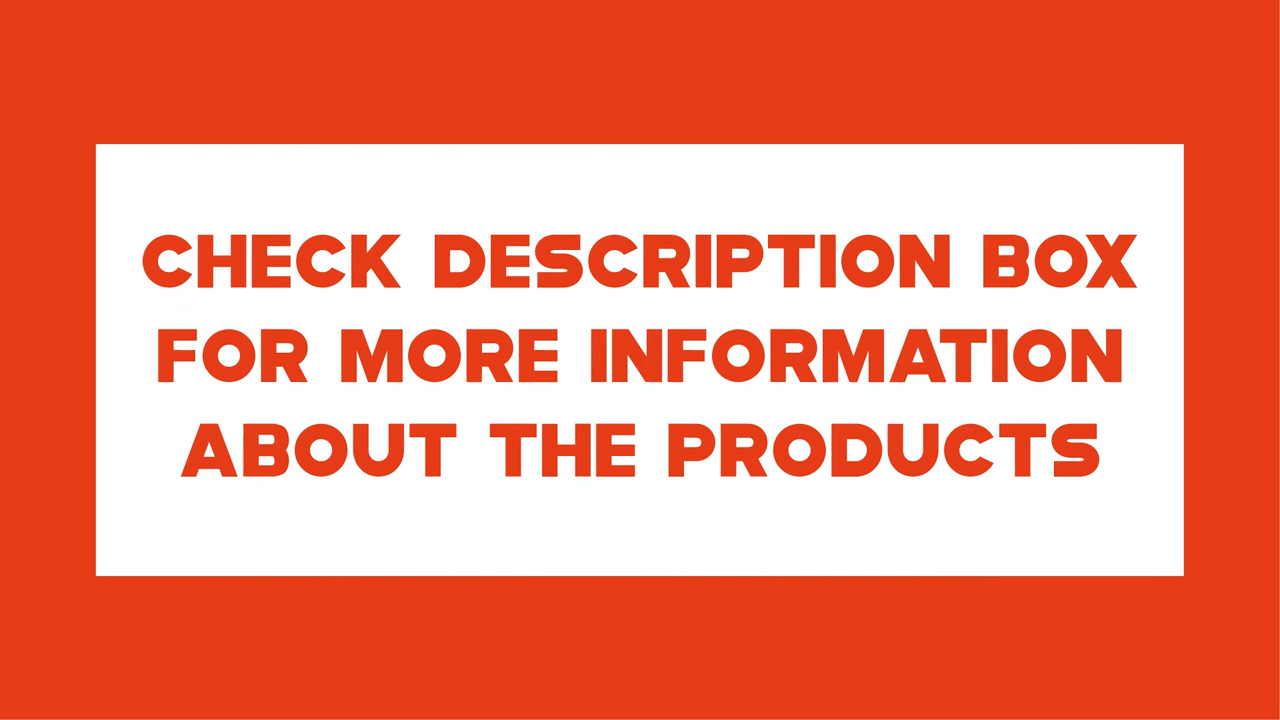 CHECK DESCRIPTION BOX
FOR MORE INFORMATION
ABOUT THE PRODUCTS